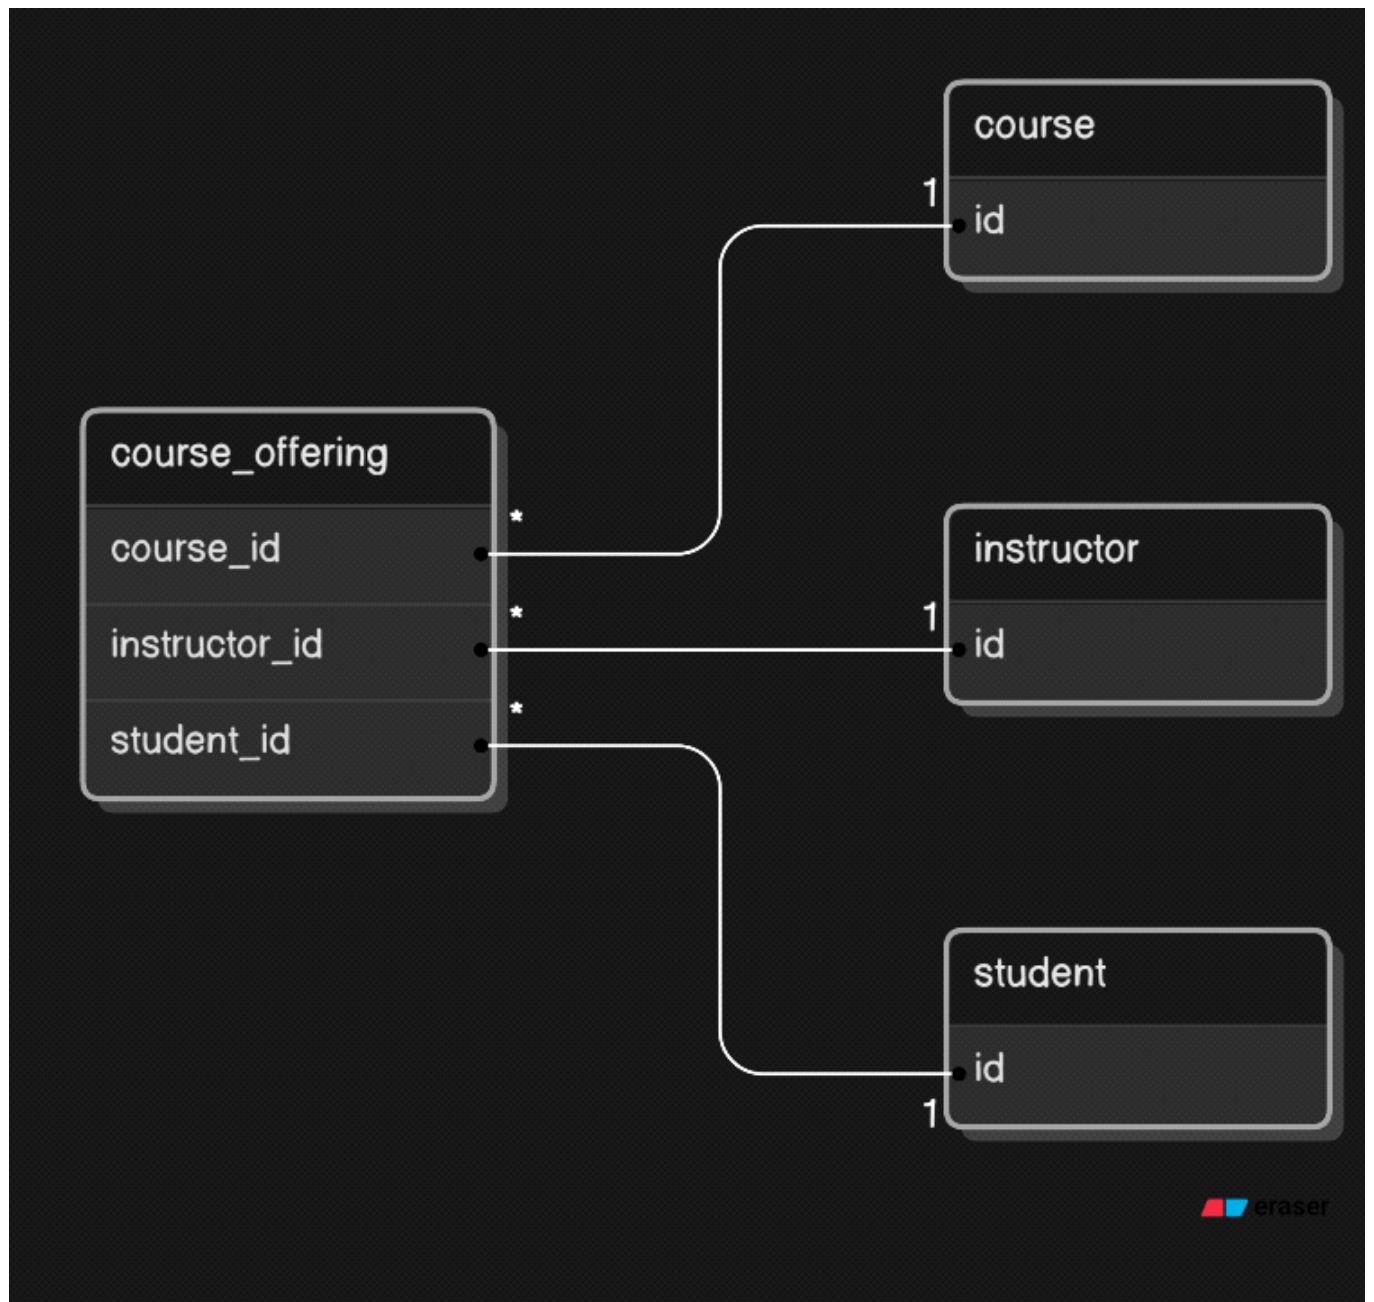 course
1
id
course_offering
*
course_id
*
instructor_id
*
student_id
instructor
1
id
student
id
1
eraser